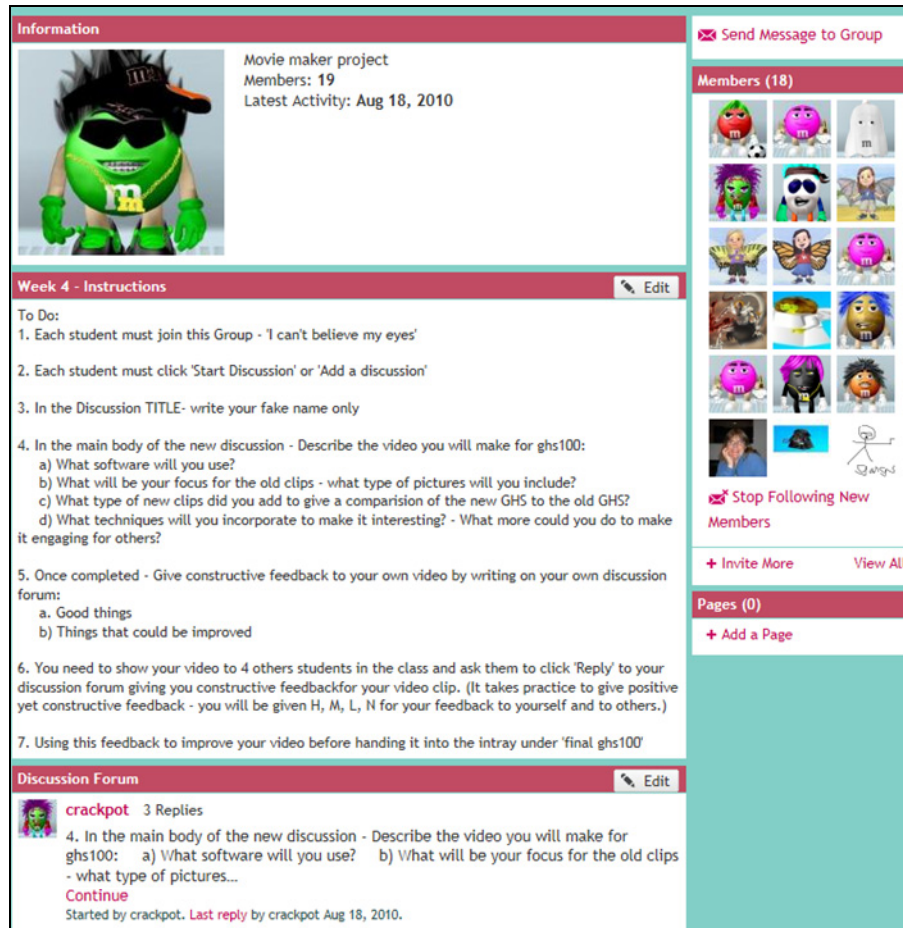 Information
Movie maker project
Members: 19
Latest Activity: Aug 18, 2010
Week 4 - Instructions
Edit
To Do:
1. Each student must join this Group - 'I can't believe my eyes'
2. Each student must click 'Start Discussion' or 'Add a discussion'
3. In the Discussion TITLE- write your fake name only
4. In the main body of the new discussion - Describe the video you will make for ghs100:
a) What software will you use?
b) What will be your focus for the old clips - what type of pictures will you include?
c) What type of new clips did you add to give a comparision of the new GHS to the old GHS?
d) What techniques will you incorporate to make it interesting? - What more could you do to make
it engaging for others?
5. Once completed - Give constructive feedback to your own video by writing on your own discussion
forum:
a. Good things
b) Things that could be improved
6. You need to show your video to 4 others students in the class and ask them to click 'Reply' to your
discussion forum giving you constructive feedbackfor your video clip. (It takes practice to give positive
yet constructive feedback - you will be given H, M, L, N for your feedback to yourself and to others.)
7. Using this feedback to improve your video before handing it into the intray under 'final ghs100'
Discussion Forum
Edit
crackpot 3 Replies
4. In the main body of the new discussion - Describe the video you will make for
ghs100: a) What software will you use? b) What will be your focus for the old clips
- what type of pictures...
Continue
Started by crackpot. Last reply by crackpot Aug 18, 2010.
Send Message to Group
Members (18)
Stop Following New
Members
+ Invite More
View All
Pages (0)
+ Add a Page